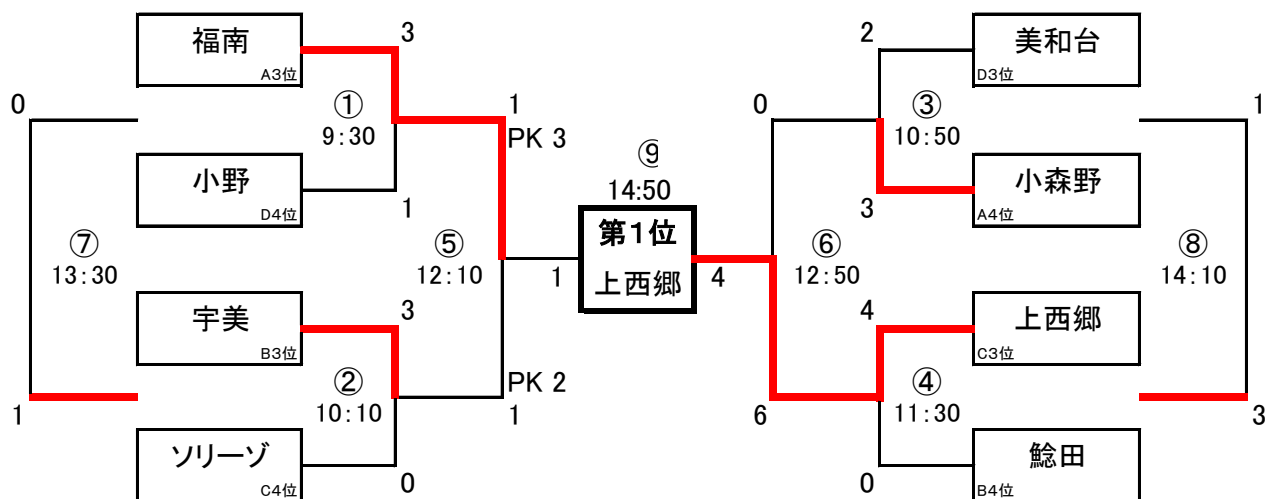 福南
A3位
3
2
美和台
D3位
0
①
9：30
1
PK 3
⑨
14:50
0
③
10：50
1
小野
D4位
1
第1位
上西郷
3
小森野
A4位
⑦
13：30
⑤
12：10
1
4
⑥
12：50
⑧
14：10
宇美
B3位
3
4
上西郷
C3位
1
②
10：10
PK 2
1
6
④
11：30
3
ソリーゾ
C4位
0
0
鯰田
B4位